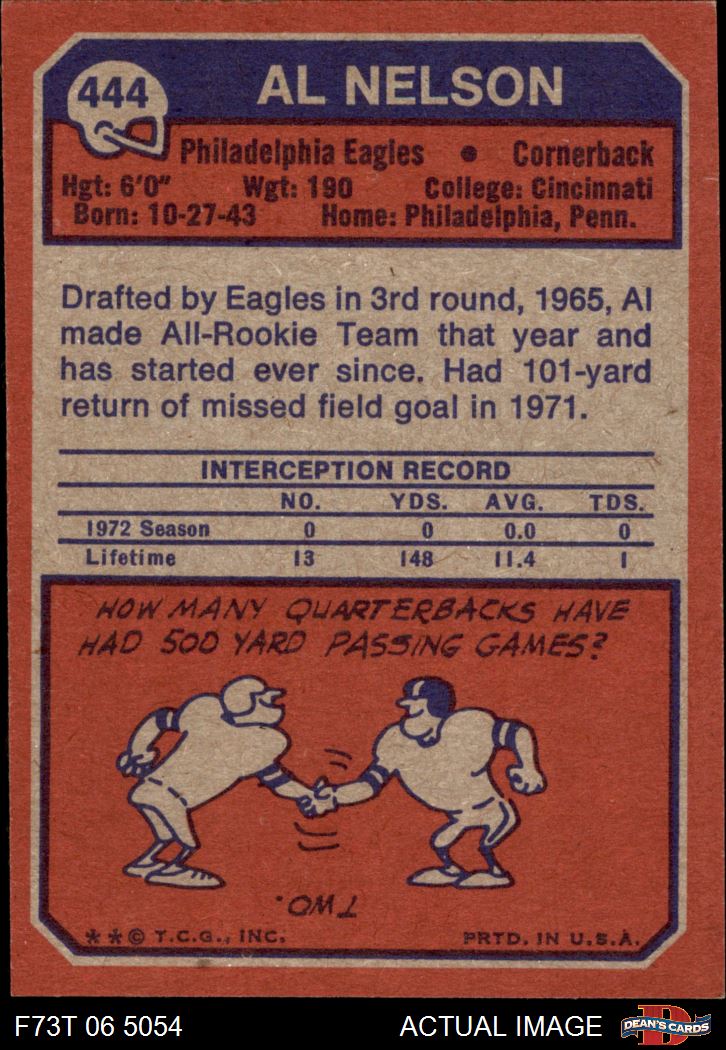 444
AL NELSON
Philadelphia Eagles • Cornerback
Hgt: 6'0" Wgt: 190 College: Cincinnati
Born: 10-27-43 Home: Philadelphia, Penn.
Drafted by Eagles in 3rd round, 1965, Al
made All-Rookie Team that year and
has started ever since. Had 101-yard
return of missed field goal in 1971.
INTERCEPTION RECORD
NO. YDS. AVG. TDS.
1972 Season 0 0 0.0 0
Lifetime 13 148 11.4 1
HOW MANY QUARTERBACKS HAVE
HAD 500 YARD PASSING GAMES?
TWO.
** © T.C.G., INC. PRTD. IN U.S.A.
F73T 06 5054 ACTUAL IMAGE D DEAN'S CARDS